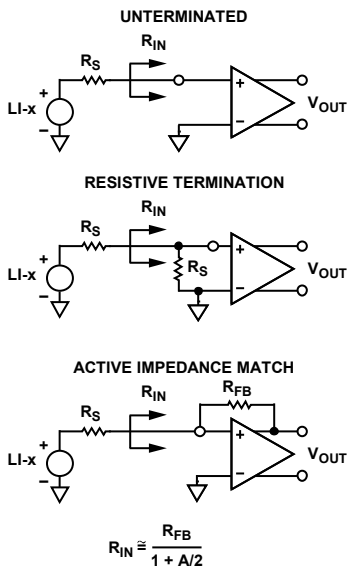 UNTERMINATED
R_IN
R_S
LI-x
+
−
+
−
V_OUT
RESISTIVE TERMINATION
R_IN
R_S
R_S
LI-x
+
−
+
−
V_OUT
ACTIVE IMPEDANCE MATCH
R_IN
R_FB
R_S
LI-x
+
−
+
−
V_OUT
R_IN ≅ R_FB / 1 + A/2